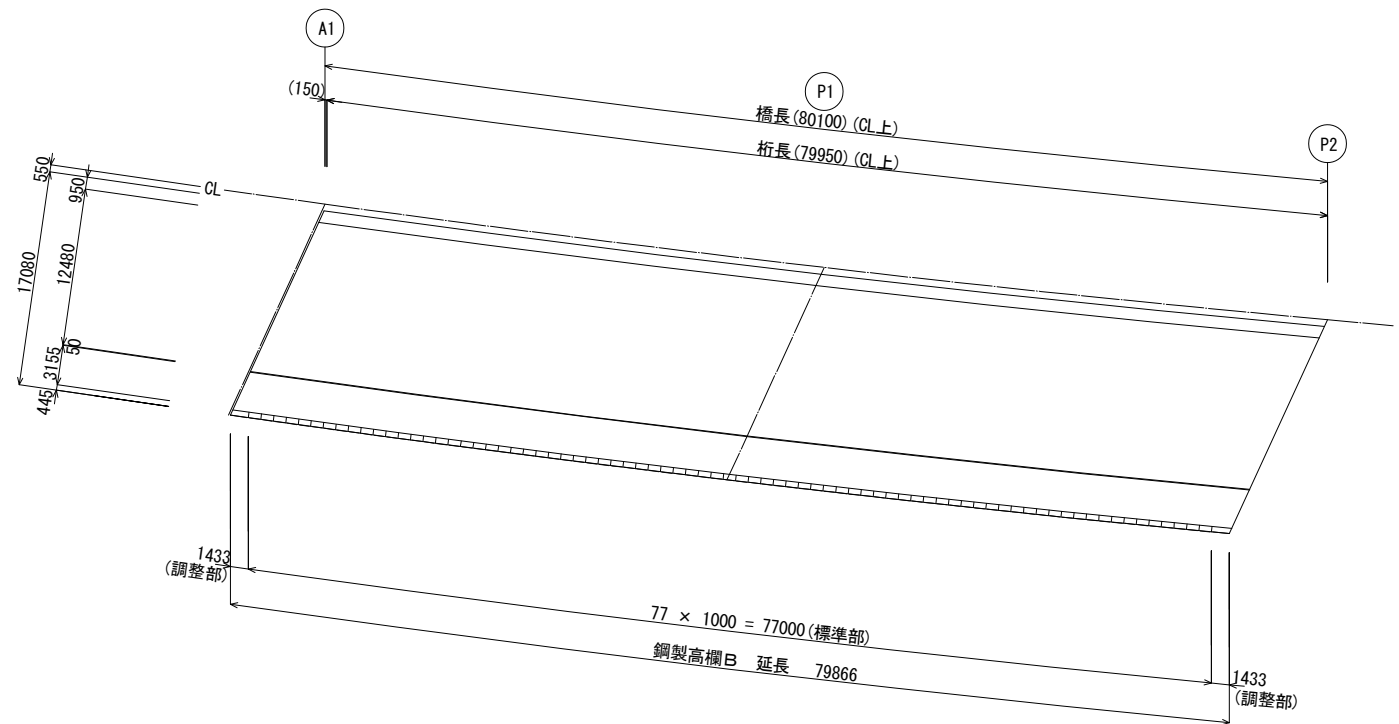 A1
(150)
P1
橋長(80100)(CL上)
桁長(79950)(CL上)
P2
550
950
CL
17080
12480
50
3155
445
1433
(調整部)
77 × 1000 = 77000(標準部)
鋼製高欄B 延長 79866
1433
(調整部)